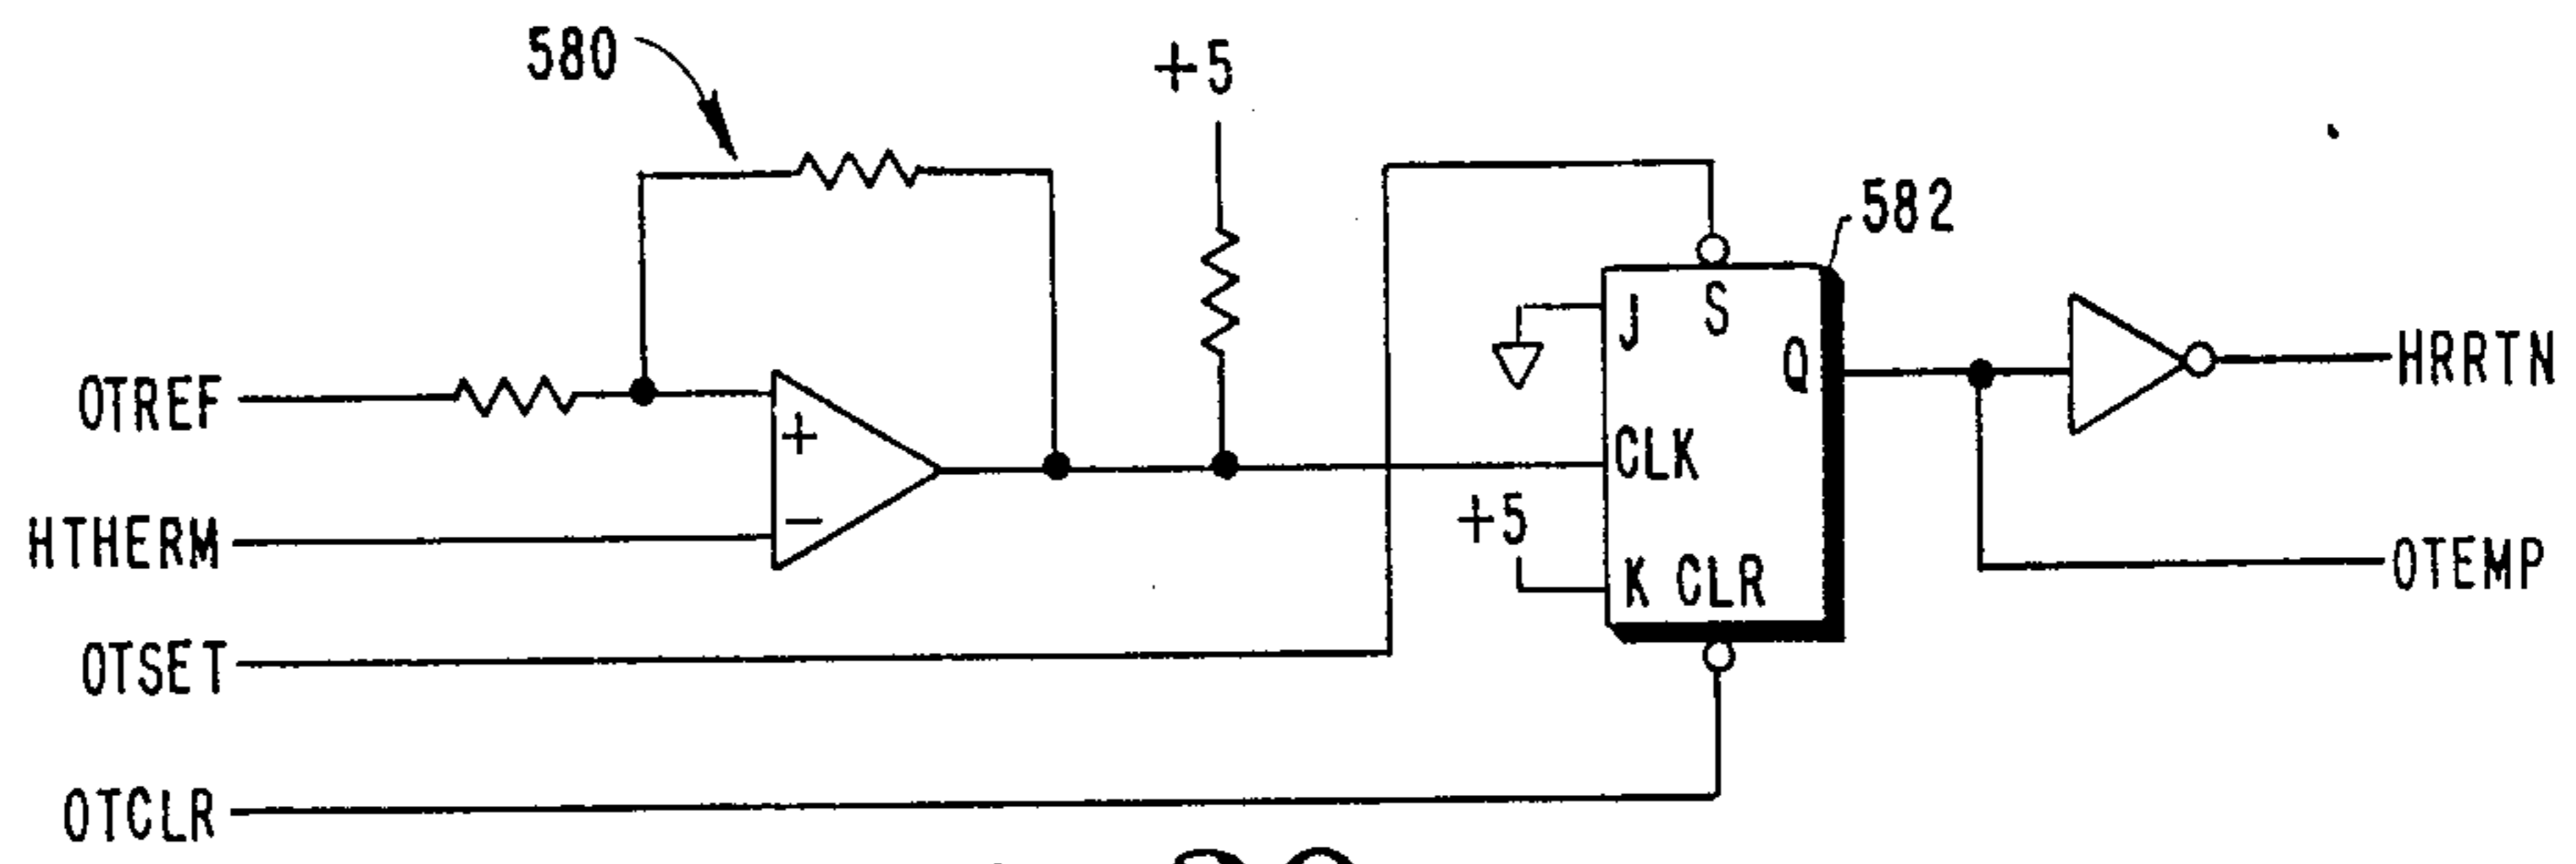 580
+5
582
OTREF
+
HTHERM
−
OTSET
OTCLR
J
S
Q
CLK
+5
K CLR
HRRTN
OTEMP